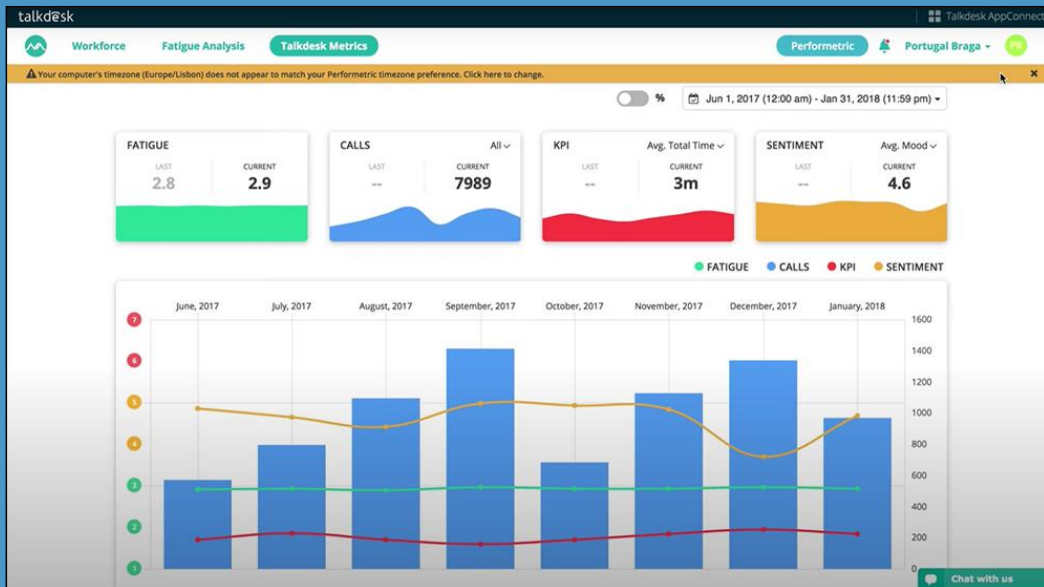 talkdesk
Talkdesk AppConnect
Workforce
Fatigue Analysis
Talkdesk Metrics
Performetric
Portugal Braga
PB
Your computer's timezone (Europe/Lisbon) does not appear to match your Performetric timezone preference. Click here to change.
%
Jun 1, 2017 (12:00 am) - Jan 31, 2018 (11:59 pm)
FATIGUE
LAST
2.8
CURRENT
2.9
CALLS
All
LAST
--
CURRENT
7989
KPI
Avg. Total Time
LAST
--
CURRENT
3m
SENTIMENT
Avg. Mood
LAST
--
CURRENT
4.6
FATIGUE CALLS KPI SENTIMENT
June, 2017 July, 2017 August, 2017 September, 2017 October, 2017 November, 2017 December, 2017 January, 2018
7
6
5
4
3
2
1
1600
1400
1200
1000
800
600
400
200
0
Chat with us